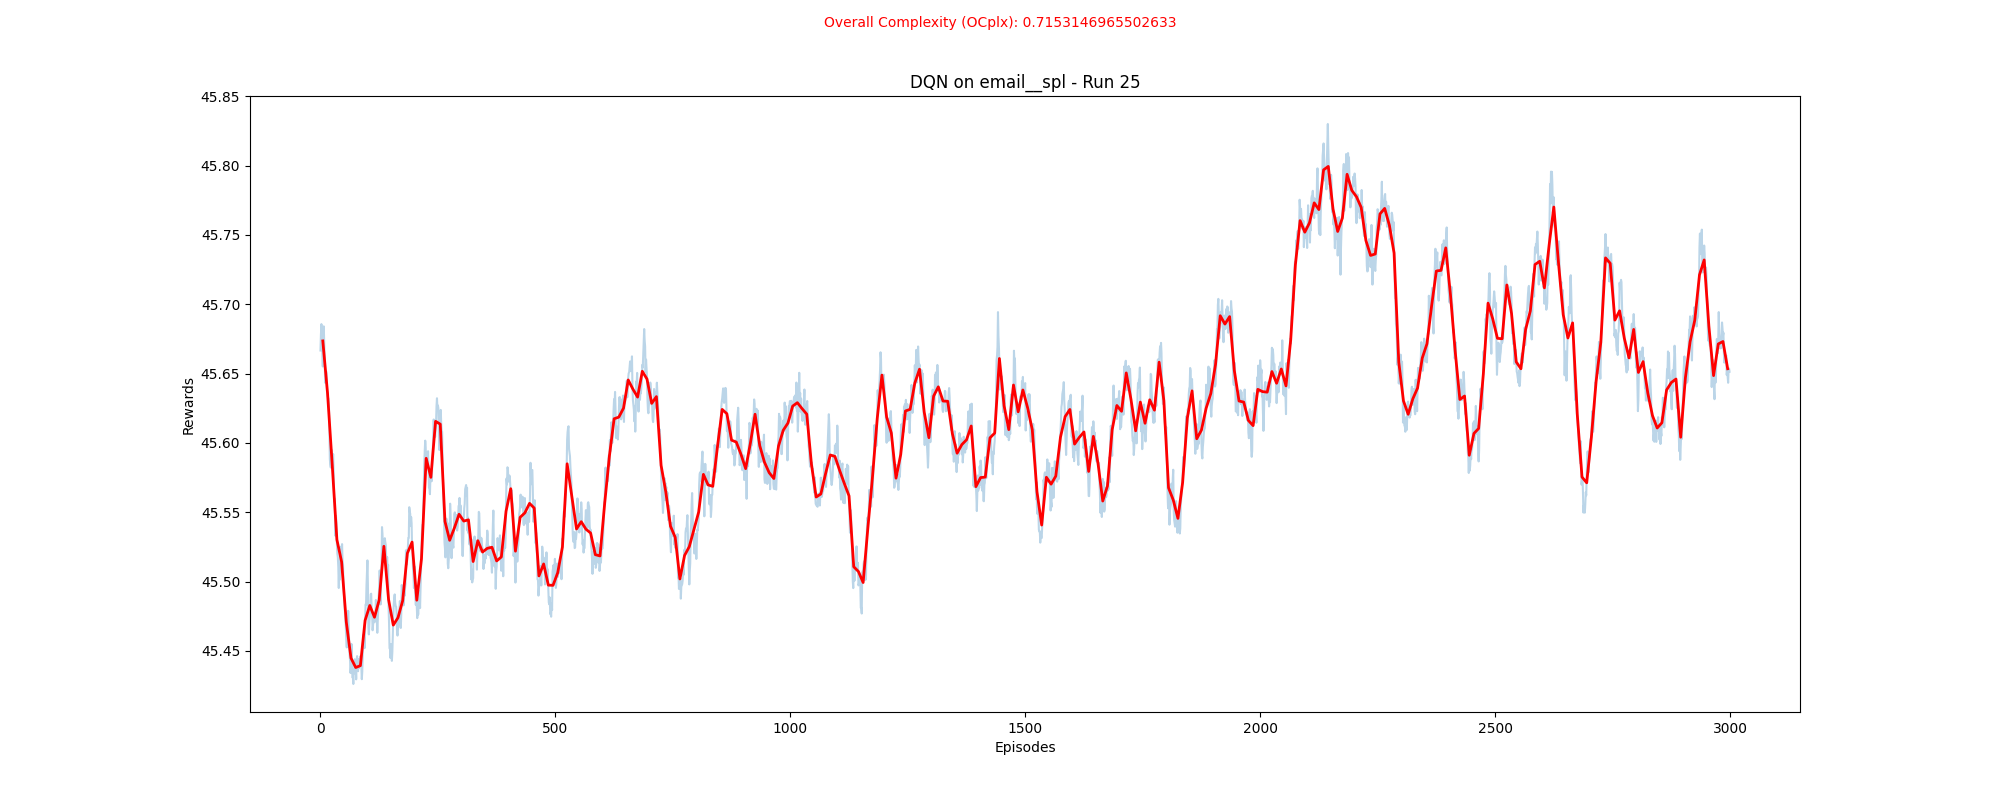 Overall Complexity (OCplx): 0.7153146965502633
DQN on email__spl - Run 25
45.85
45.80
45.75
45.70
45.65
45.60
45.55
45.50
45.45
Rewards
0 500 1000 1500 2000 2500 3000
Episodes